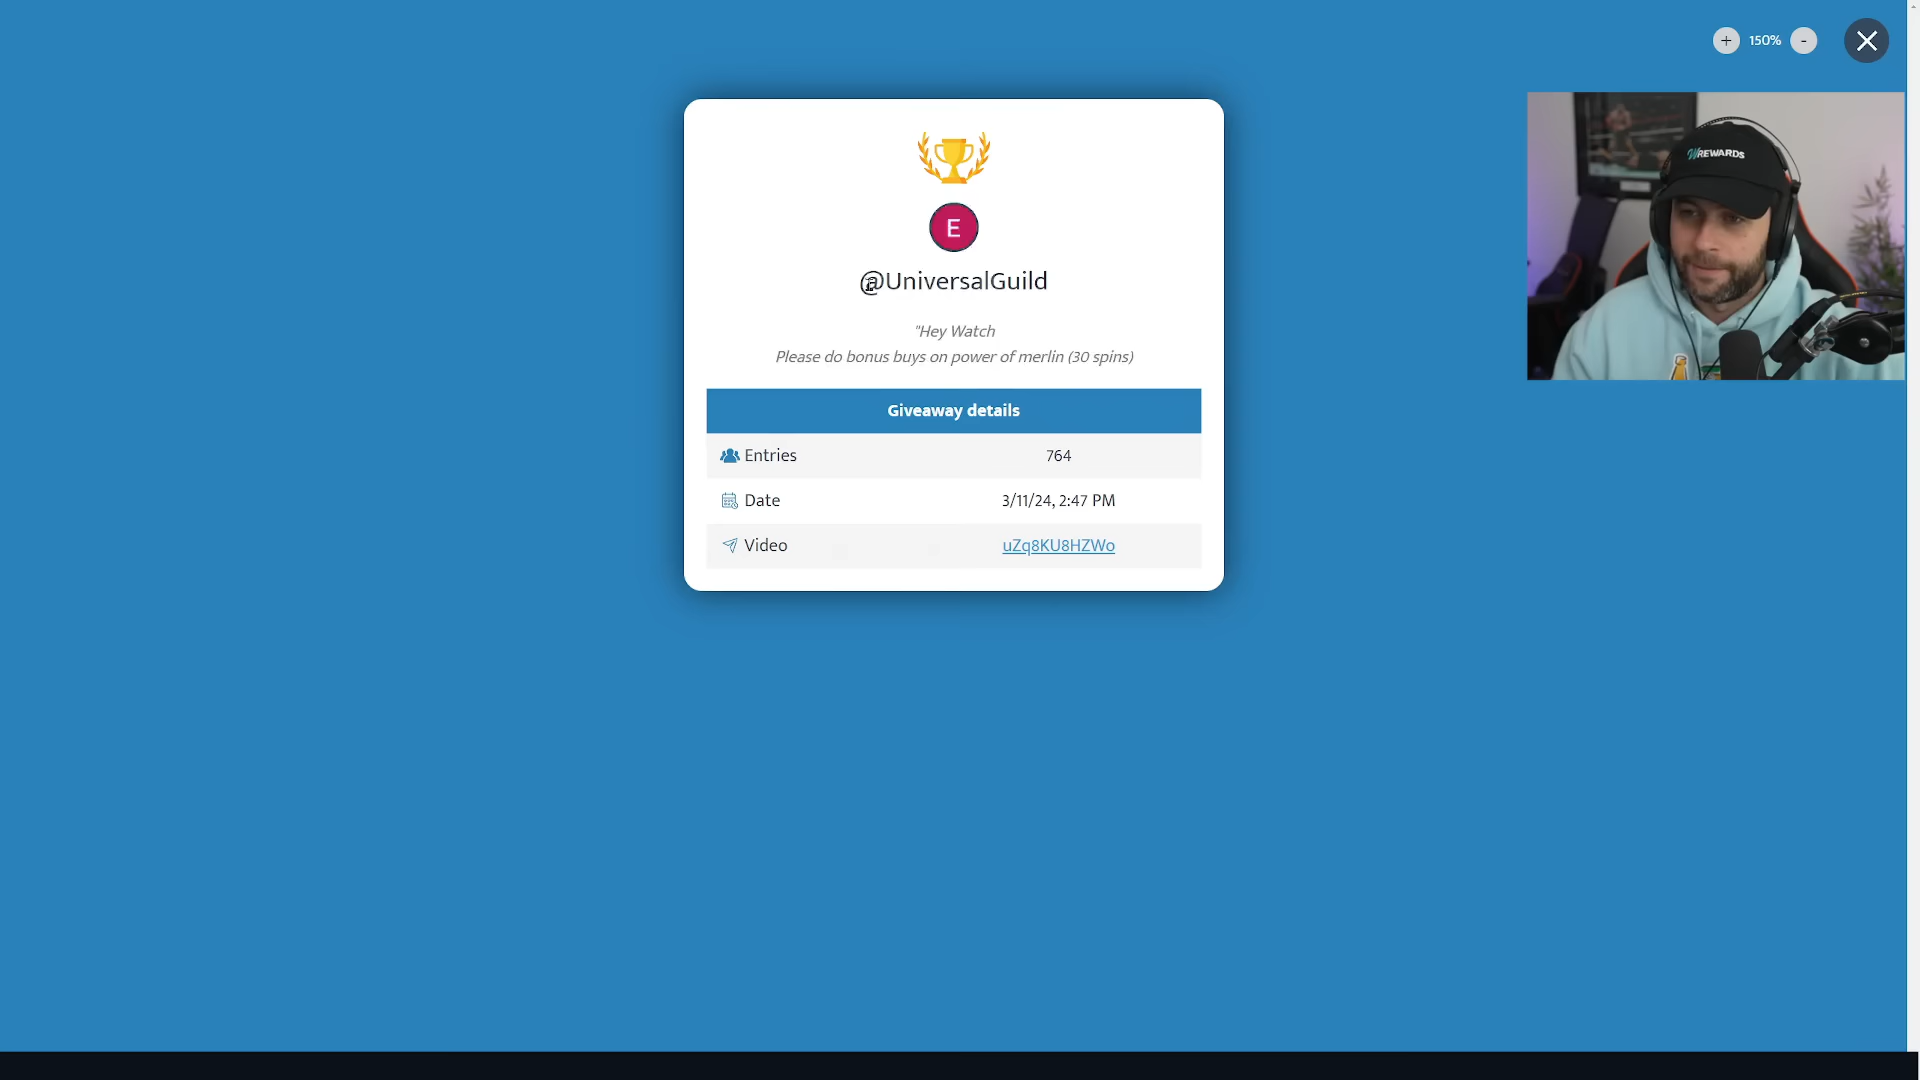 + 150% -
WREWARDS
E
@UniversalGuild
"Hey Watch
Please do bonus buys on power of merlin (30 spins)
Giveaway details
Entries 764
Date 3/11/24, 2:47 PM
Video uZq8KU8HZWo